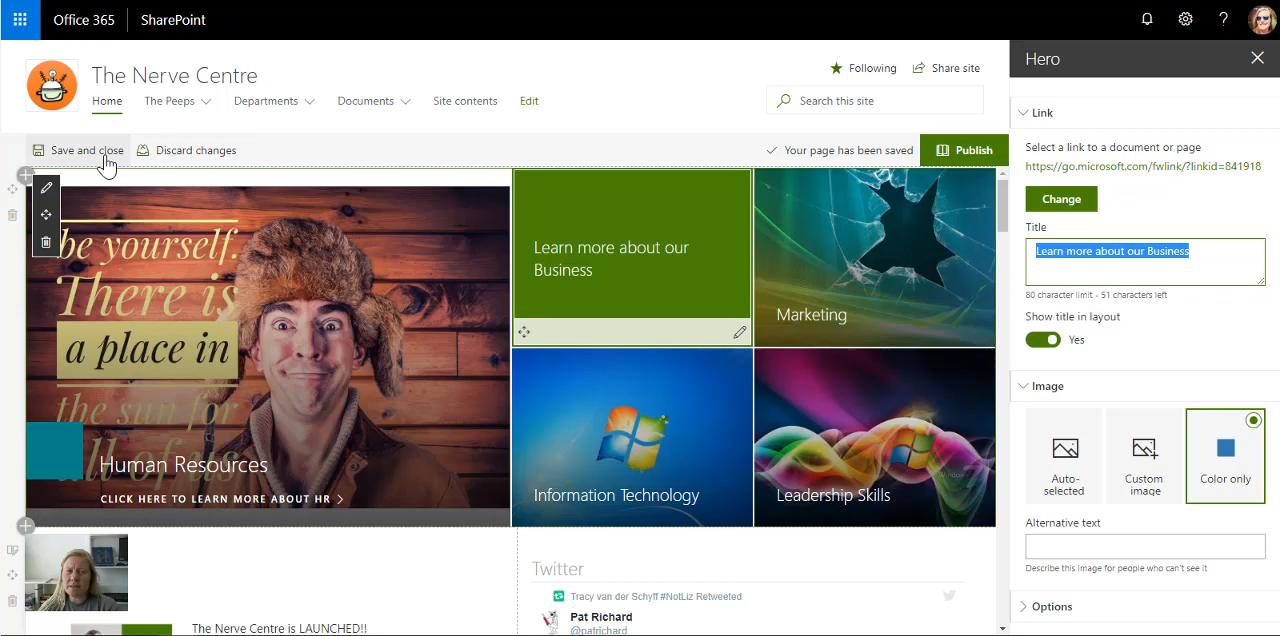 Office 365
SharePoint
?
The Nerve Centre
Following
Share site
Home
The Peeps
Departments
Documents
Site contents
Edit
Search this site
Save and close
Discard changes
Your page has been saved
Publish
be yourself.
There is
a place in
the sun for
all of us
Human Resources
CLICK HERE TO LEARN MORE ABOUT HR
Learn more about our
Business
Marketing
Information Technology
Leadership Skills
Twitter
Tracy van der Schyff #NotLiz Retweeted
Pat Richard
@patrichard
The Nerve Centre is LAUNCHED!!
Hero
Link
Select a link to a document or page
https://go.microsoft.com/fwlink/?linkid=841918
Change
Title
Learn more about our Business
80 character limit - 51 characters left
Show title in layout
Yes
Image
Auto-
selected
Custom
image
Color only
Alternative text
Describe this image for people who can't see it
Options